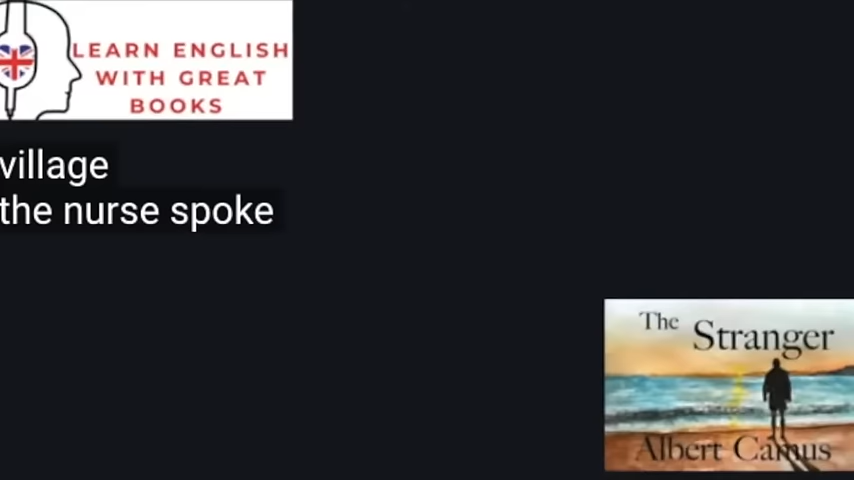 LEARN ENGLISH
WITH GREAT
BOOKS
village
the nurse spoke
The Stranger
Albert Camus